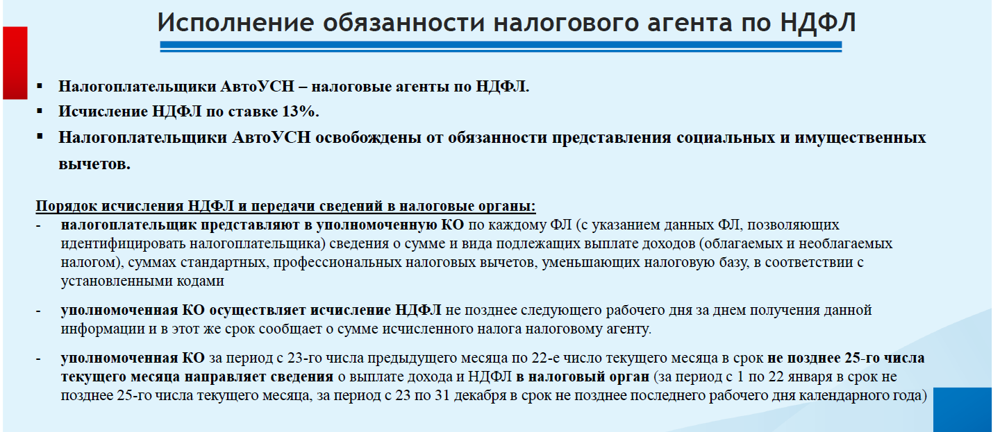 Исполнение обязанности налогового агента по НДФЛ
▪ Налогоплательщики АвтоУСН – налоговые агенты по НДФЛ.
▪ Исчисление НДФЛ по ставке 13%.
▪ Налогоплательщики АвтоУСН освобождены от обязанности представления социальных и имущественных
вычетов.
Порядок исчисления НДФЛ и передачи сведений в налоговые органы:
- налогоплательщик представляют в уполномоченную КО по каждому ФЛ (с указанием данных ФЛ, позволяющих
идентифицировать налогоплательщика) сведения о сумме и вида подлежащих выплате доходов (облагаемых и необлагаемых
налогом), суммах стандартных, профессиональных налоговых вычетов, уменьшающих налоговую базу, в соответствии с
установленными кодами
- уполномоченная КО осуществляет исчисление НДФЛ не позднее следующего рабочего дня за днем получения данной
информации и в этот же срок сообщает о сумме исчисленного налога налоговому агенту.
- уполномоченная КО за период с 23-го числа предыдущего месяца по 22-е число текущего месяца в срок не позднее 25-го числа
текущего месяца направляет сведения о выплате дохода и НДФЛ в налоговый орган (за период с 1 по 22 января в срок не
позднее 25-го числа текущего месяца, за период с 23 по 31 декабря в срок не позднее последнего рабочего дня календарного года)